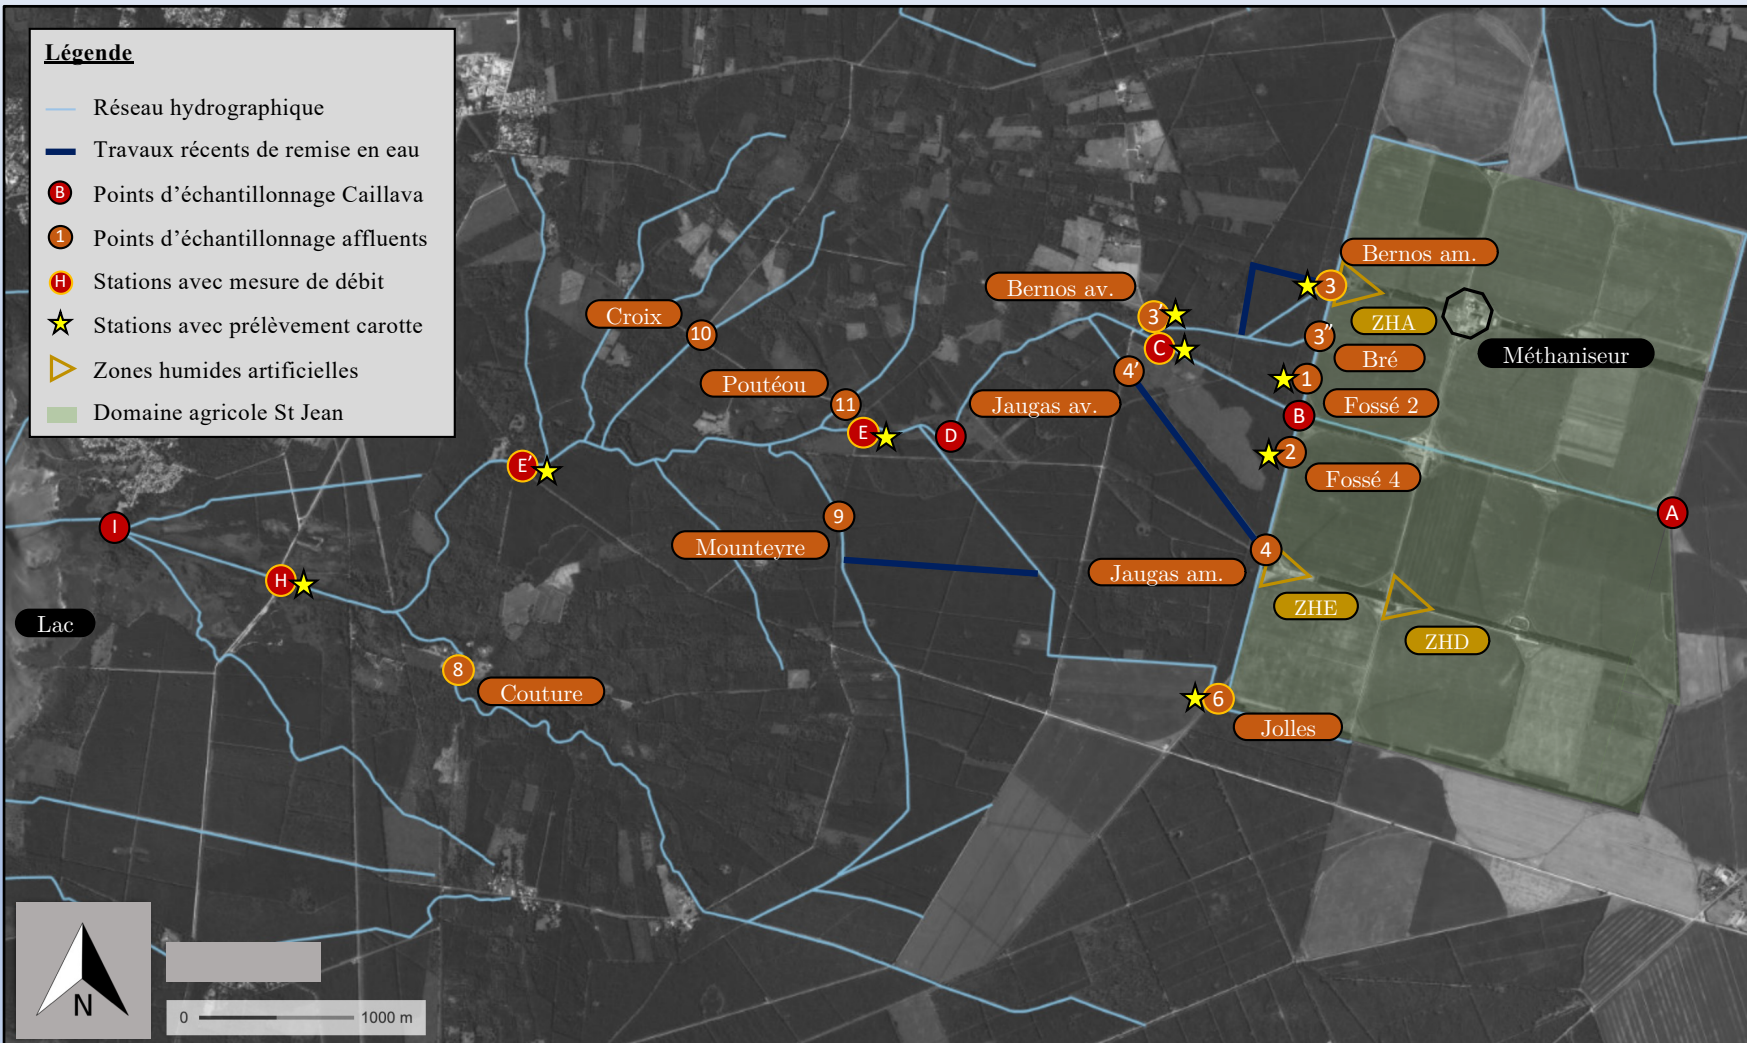 Légende
Réseau hydrographique
Travaux récents de remise en eau
B Points d’échantillonnage Caillava
1 Points d’échantillonnage affluents
H Stations avec mesure de débit
Stations avec prélèvement carotte
Zones humides artificielles
Domaine agricole St Jean
Bernos am.
3
ZHA
Méthaniseur
Bernos av.
3′
C
3″
Bré
Croix
10
4′
1
Fossé 2
Poutéou
11
Jaugas av.
B
E
D
2
Fossé 4
E′
A
I
9
Mounteyre
4
Jaugas am.
H
ZHE
Lac
ZHD
8
Couture
6
Jolles
N
0 1000 m